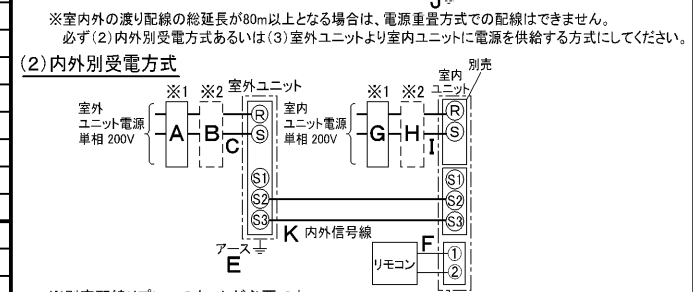 ※室内外の渡り配線の総延長が80m以上となる場合は、電源重畳方式での配線はできません。
必ず(2)内外別受電方式あるいは(3)室外ユニットより室内ユニットに電源を供給する方式にしてください。
(2)内外別受電方式
※1 ※2 室外ユニット
室外
ユニット電源
単相 200V
A B C
R
S
S1
S2
S3
アース
E
※1 ※2
室内
ユニット
別売
室内
ユニット電源
単相 200V
G H I
R
S
S1
S2
S3
K 内外信号線
リモコン
F
①
②